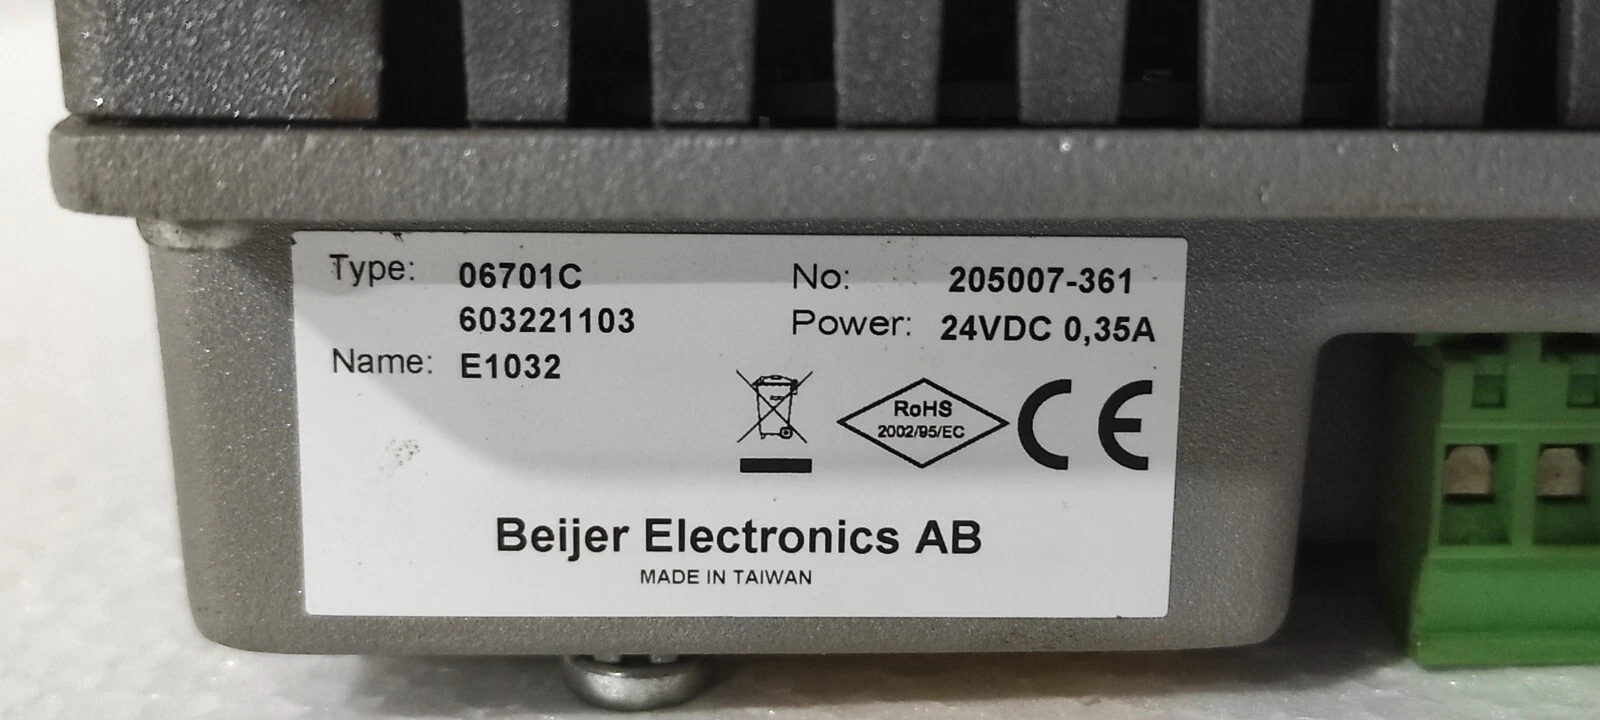 Type: 06701C No: 205007-361
603221103 Power: 24VDC 0,35A
Name: E1032
RoHS
2002/95/EC
CE
Beijer Electronics AB
MADE IN TAIWAN